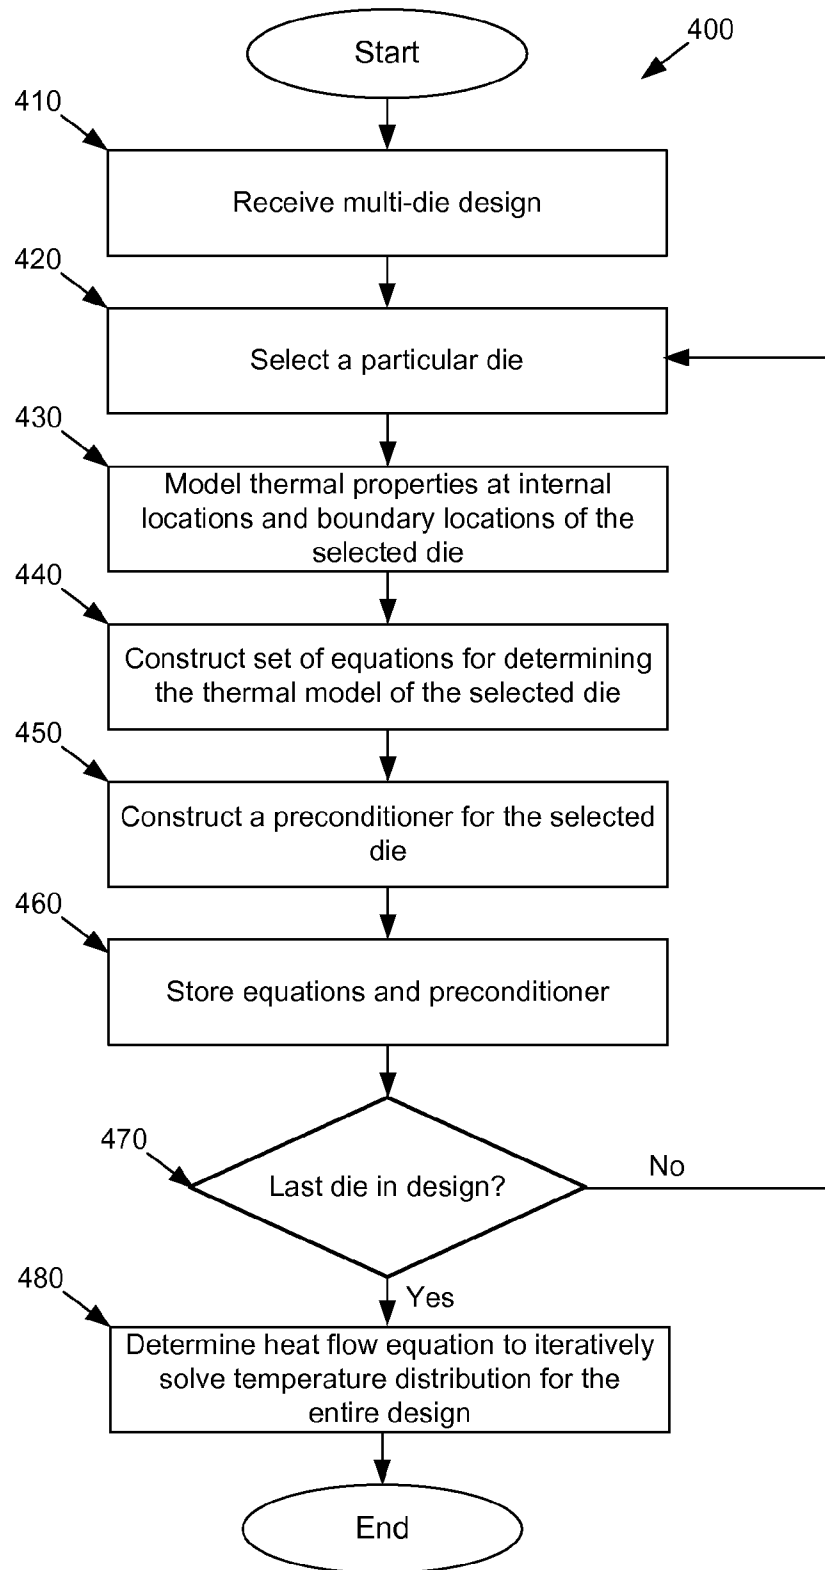 Start
400
410
Receive multi-die design
420
Select a particular die
430
Model thermal properties at internal
locations and boundary locations of the
selected die
440
Construct set of equations for determining
the thermal model of the selected die
450
Construct a preconditioner for the selected
die
460
Store equations and preconditioner
470
Last die in design?
No
Yes
480
Determine heat flow equation to iteratively
solve temperature distribution for the
entire design
End